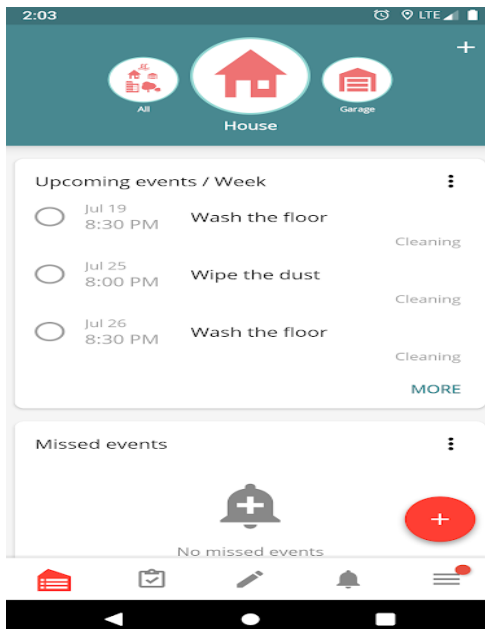 2:03
LTE
All
House
Garage
Upcoming events / Week
Jul 19
8:30 PM
Wash the floor
Cleaning
Jul 25
8:00 PM
Wipe the dust
Cleaning
Jul 26
8:30 PM
Wash the floor
Cleaning
MORE
Missed events
No missed events